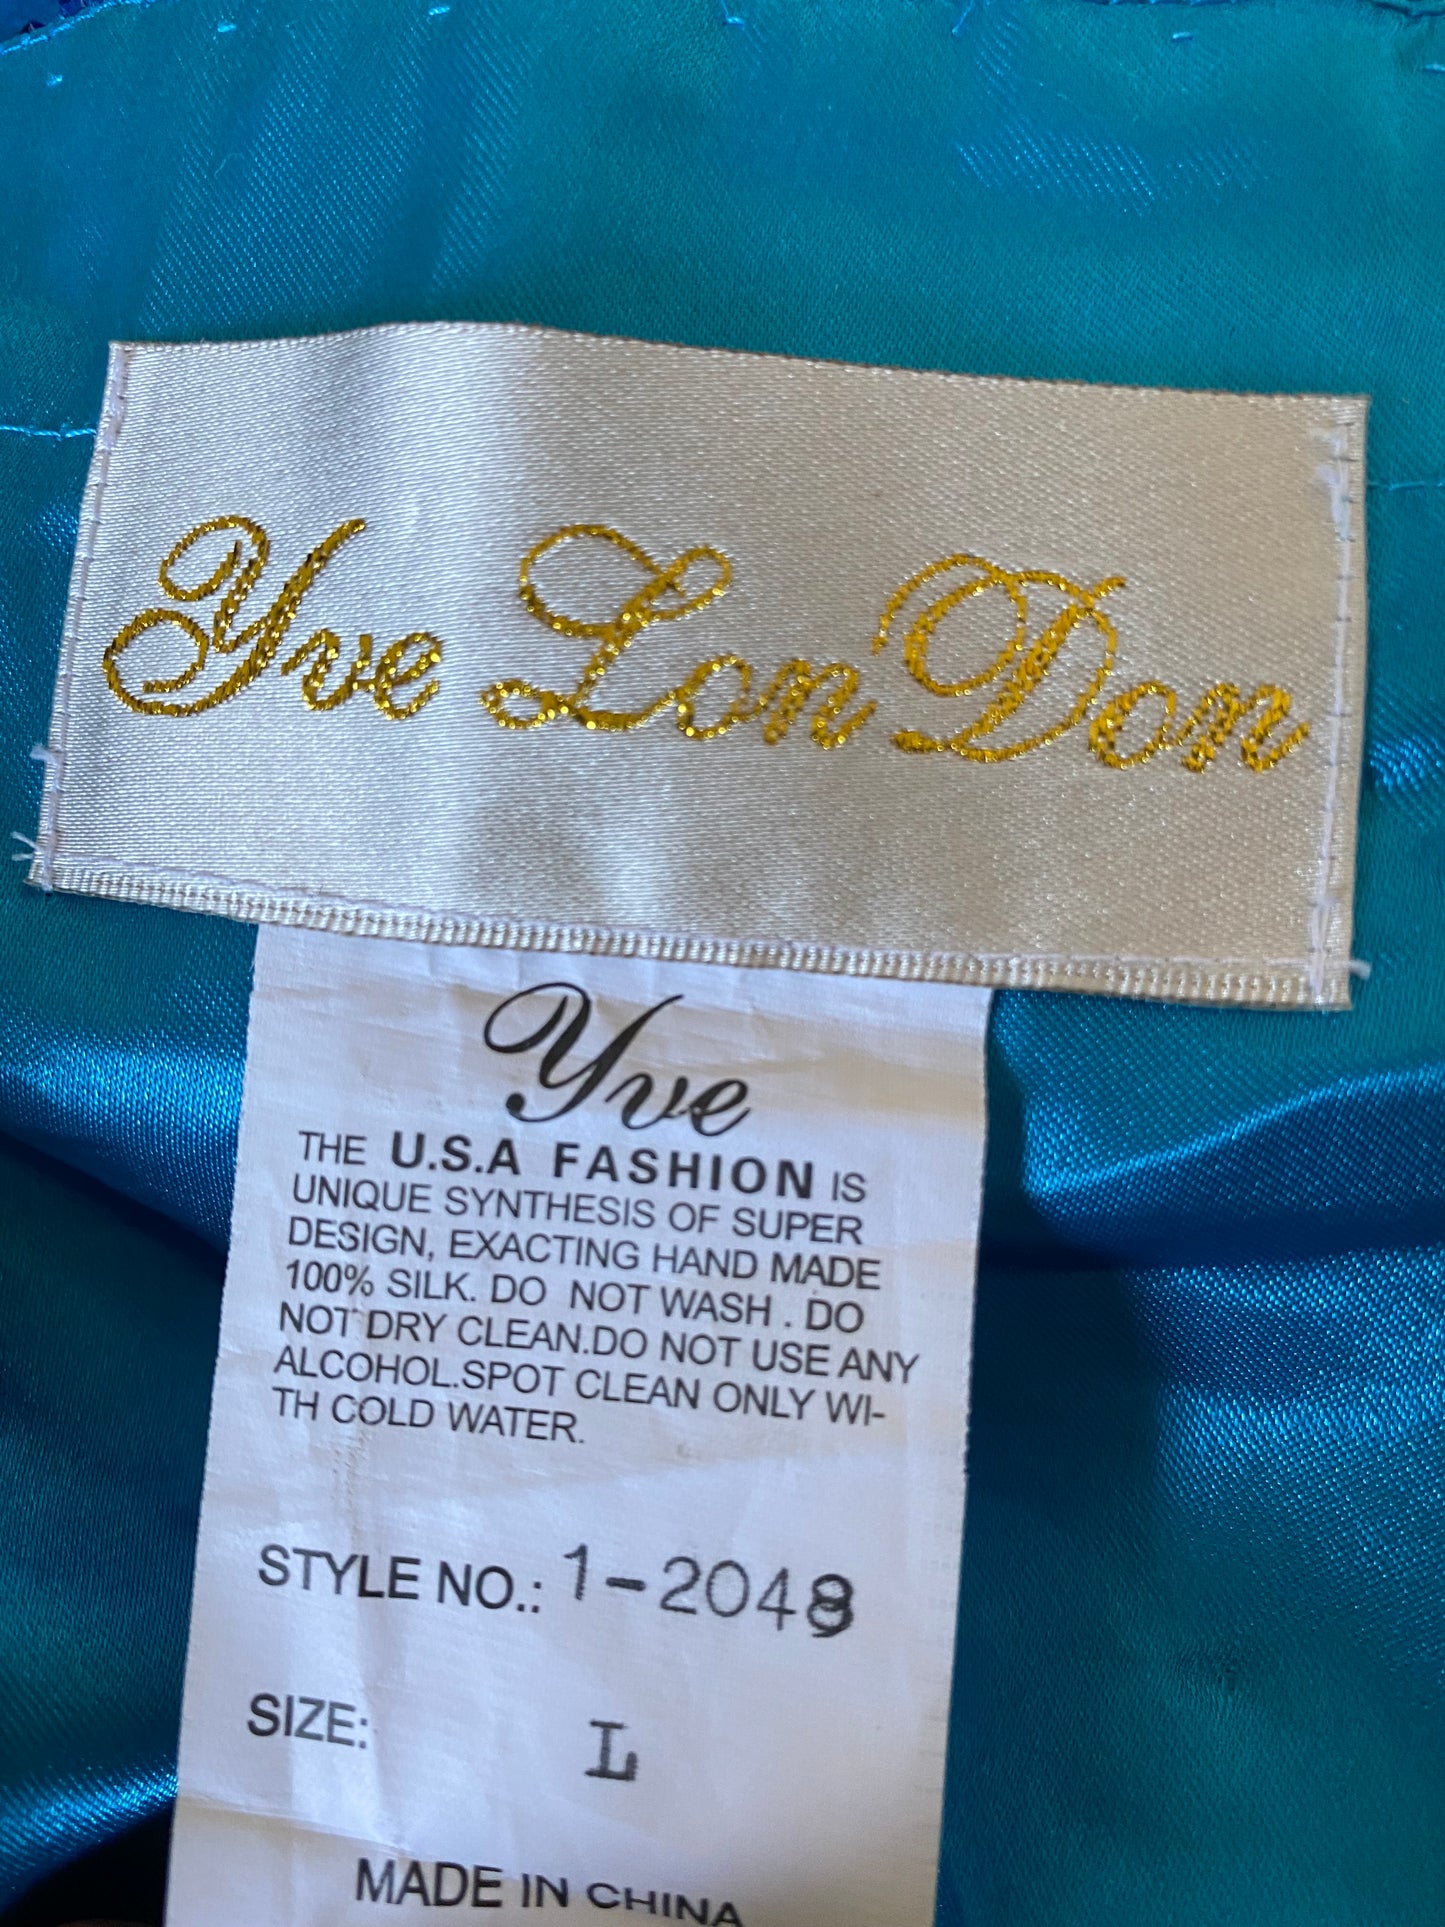 Yve LonDon
Yve
THE U.S.A FASHION IS
UNIQUE SYNTHESIS OF SUPER
DESIGN, EXACTING HAND MADE
100% SILK. DO NOT WASH . DO
NOT DRY CLEAN.DO NOT USE ANY
ALCOHOL.SPOT CLEAN ONLY WI-
TH COLD WATER.
STYLE NO.:
SIZE: L
MADE IN CHINA